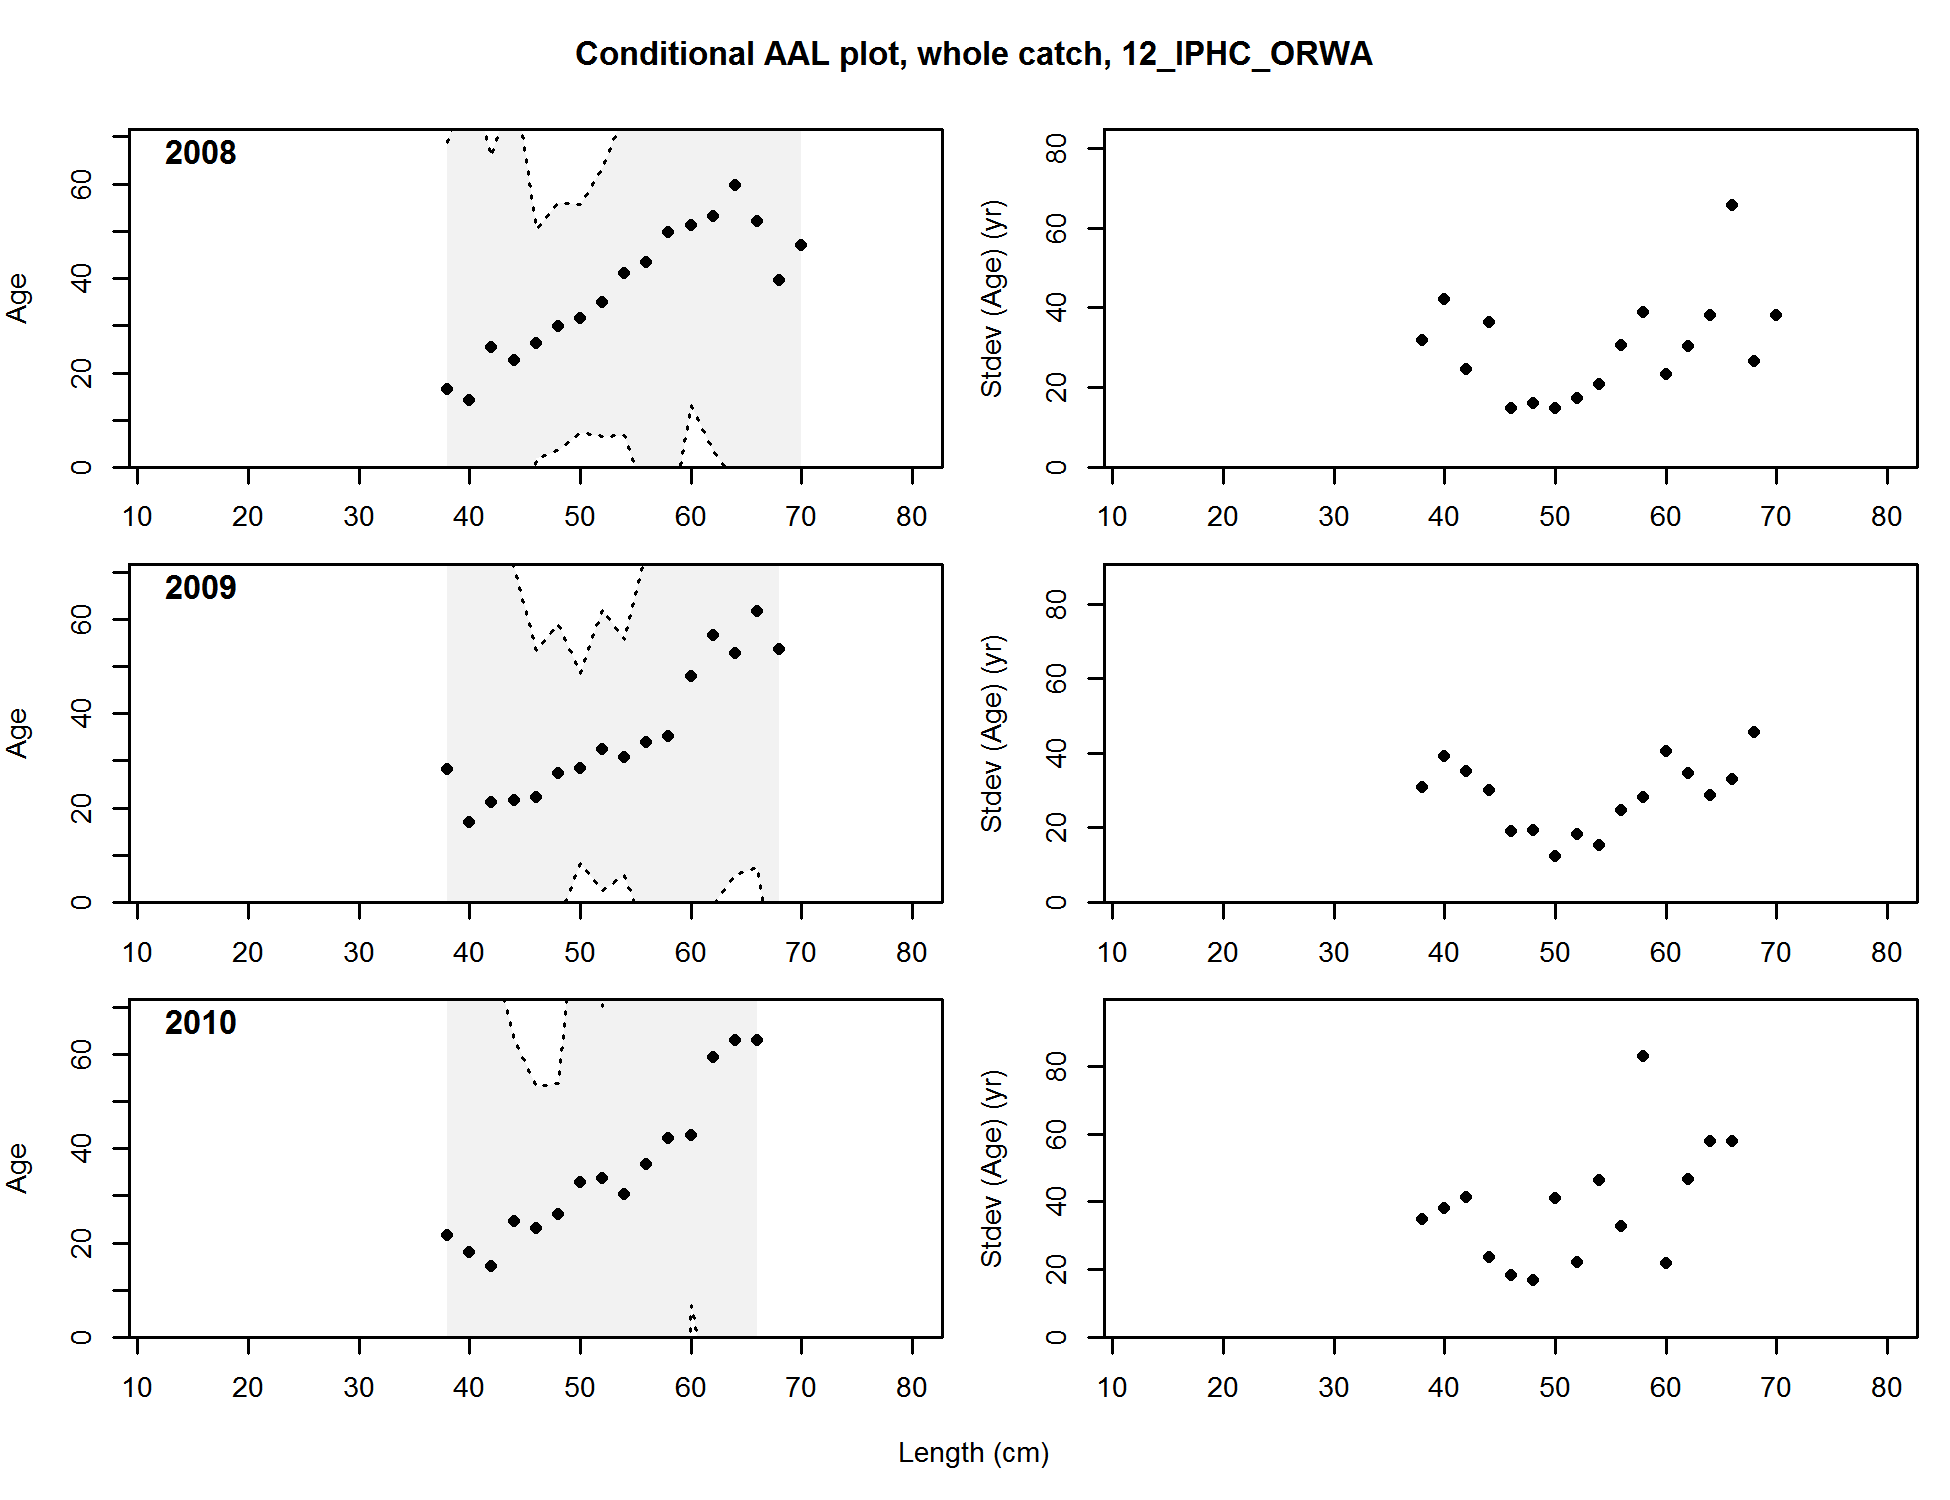 Conditional AAL plot, whole catch, 12_IPHC_ORWA
2008
Age
0 20 40 60
10 20 30 40 50 60 70 80
Stdev (Age) (yr)
0 20 40 60 80
10 20 30 40 50 60 70 80
2009
Age
0 20 40 60
10 20 30 40 50 60 70 80
Stdev (Age) (yr)
0 20 40 60 80
10 20 30 40 50 60 70 80
2010
Age
0 20 40 60
10 20 30 40 50 60 70 80
Stdev (Age) (yr)
0 20 40 60 80
10 20 30 40 50 60 70 80
Length (cm)